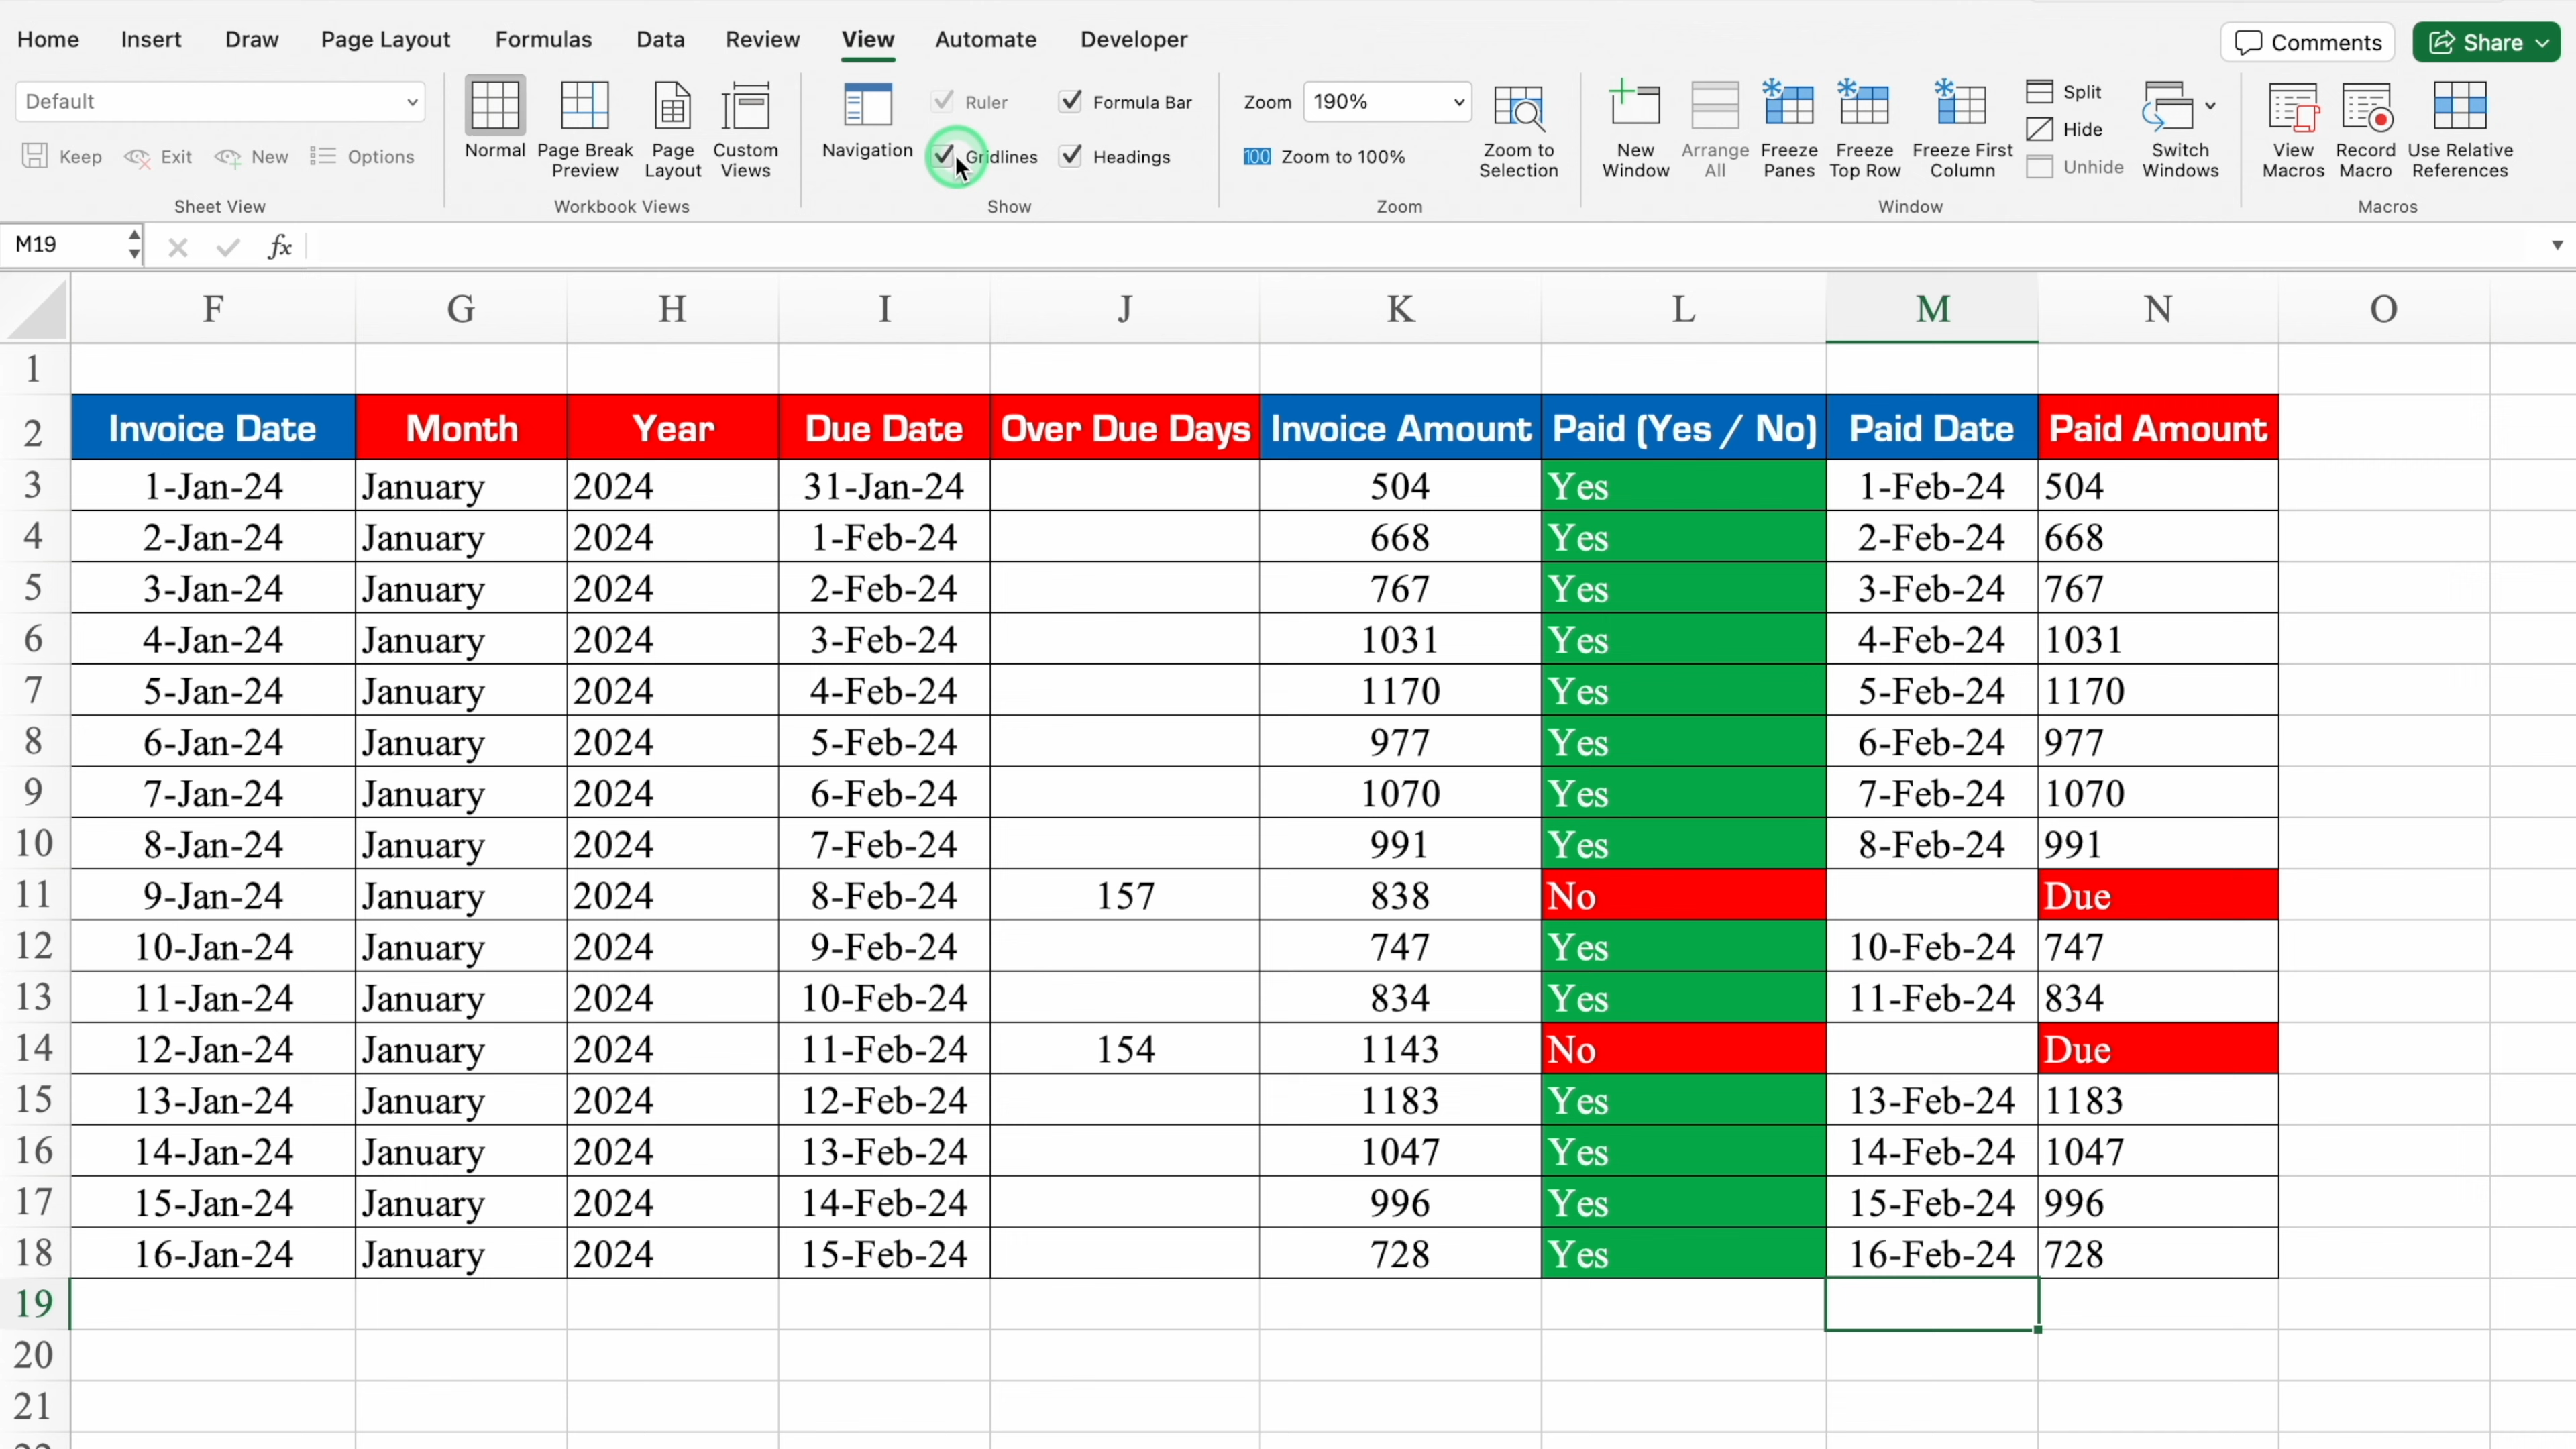 Home Insert Draw Page Layout Formulas Data Review View Automate Developer Comments Share
Default
Keep Exit New Options
Sheet View
Normal Page Break Preview Page Layout Custom Views
Workbook Views
Navigation Ruler Formula Bar
Gridlines Headings
Show
Zoom 190%
100 Zoom to 100%
Zoom to Selection
Zoom
New Window Arrange All Freeze Panes Freeze Top Row Freeze First Column
Split
Hide
Unhide
Switch Windows
Window
View Macros Record Macro Use Relative References
Macros
M19 fx
F G H I J K L M N O
1
2 Invoice Date Month Year Due Date Over Due Days Invoice Amount Paid (Yes / No) Paid Date Paid Amount
3 1-Jan-24 January 2024 31-Jan-24 504 Yes 1-Feb-24 504
4 2-Jan-24 January 2024 1-Feb-24 668 Yes 2-Feb-24 668
5 3-Jan-24 January 2024 2-Feb-24 767 Yes 3-Feb-24 767
6 4-Jan-24 January 2024 3-Feb-24 1031 Yes 4-Feb-24 1031
7 5-Jan-24 January 2024 4-Feb-24 1170 Yes 5-Feb-24 1170
8 6-Jan-24 January 2024 5-Feb-24 977 Yes 6-Feb-24 977
9 7-Jan-24 January 2024 6-Feb-24 1070 Yes 7-Feb-24 1070
10 8-Jan-24 January 2024 7-Feb-24 991 Yes 8-Feb-24 991
11 9-Jan-24 January 2024 8-Feb-24 157 838 No Due
12 10-Jan-24 January 2024 9-Feb-24 747 Yes 10-Feb-24 747
13 11-Jan-24 January 2024 10-Feb-24 834 Yes 11-Feb-24 834
14 12-Jan-24 January 2024 11-Feb-24 154 1143 No Due
15 13-Jan-24 January 2024 12-Feb-24 1183 Yes 13-Feb-24 1183
16 14-Jan-24 January 2024 13-Feb-24 1047 Yes 14-Feb-24 1047
17 15-Jan-24 January 2024 14-Feb-24 996 Yes 15-Feb-24 996
18 16-Jan-24 January 2024 15-Feb-24 728 Yes 16-Feb-24 728
19
20
21